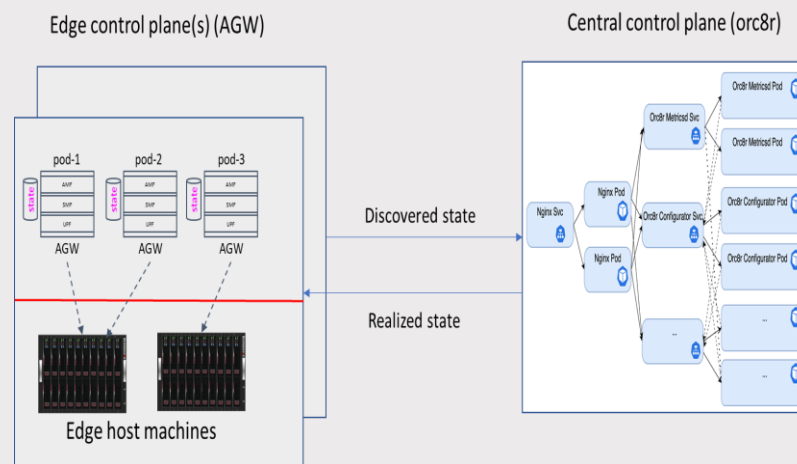 Edge control plane(s) (AGW)
Central control plane (orc8r)
pod-1
pod-2
pod-3
state
AMF
SMF
UPF
state
AMF
SMF
UPF
state
AMF
SMF
UPF
AGW
AGW
AGW
Edge host machines
Discovered state
Realized state
Nginx Svc
Nginx Pod
Nginx Pod
Orc8r Metricsd Svc
Orc8r Configurator Svc
...
Orc8r Metricsd Pod
Orc8r Metricsd Pod
Orc8r Configurator Pod
Orc8r Configurator Pod
...
...